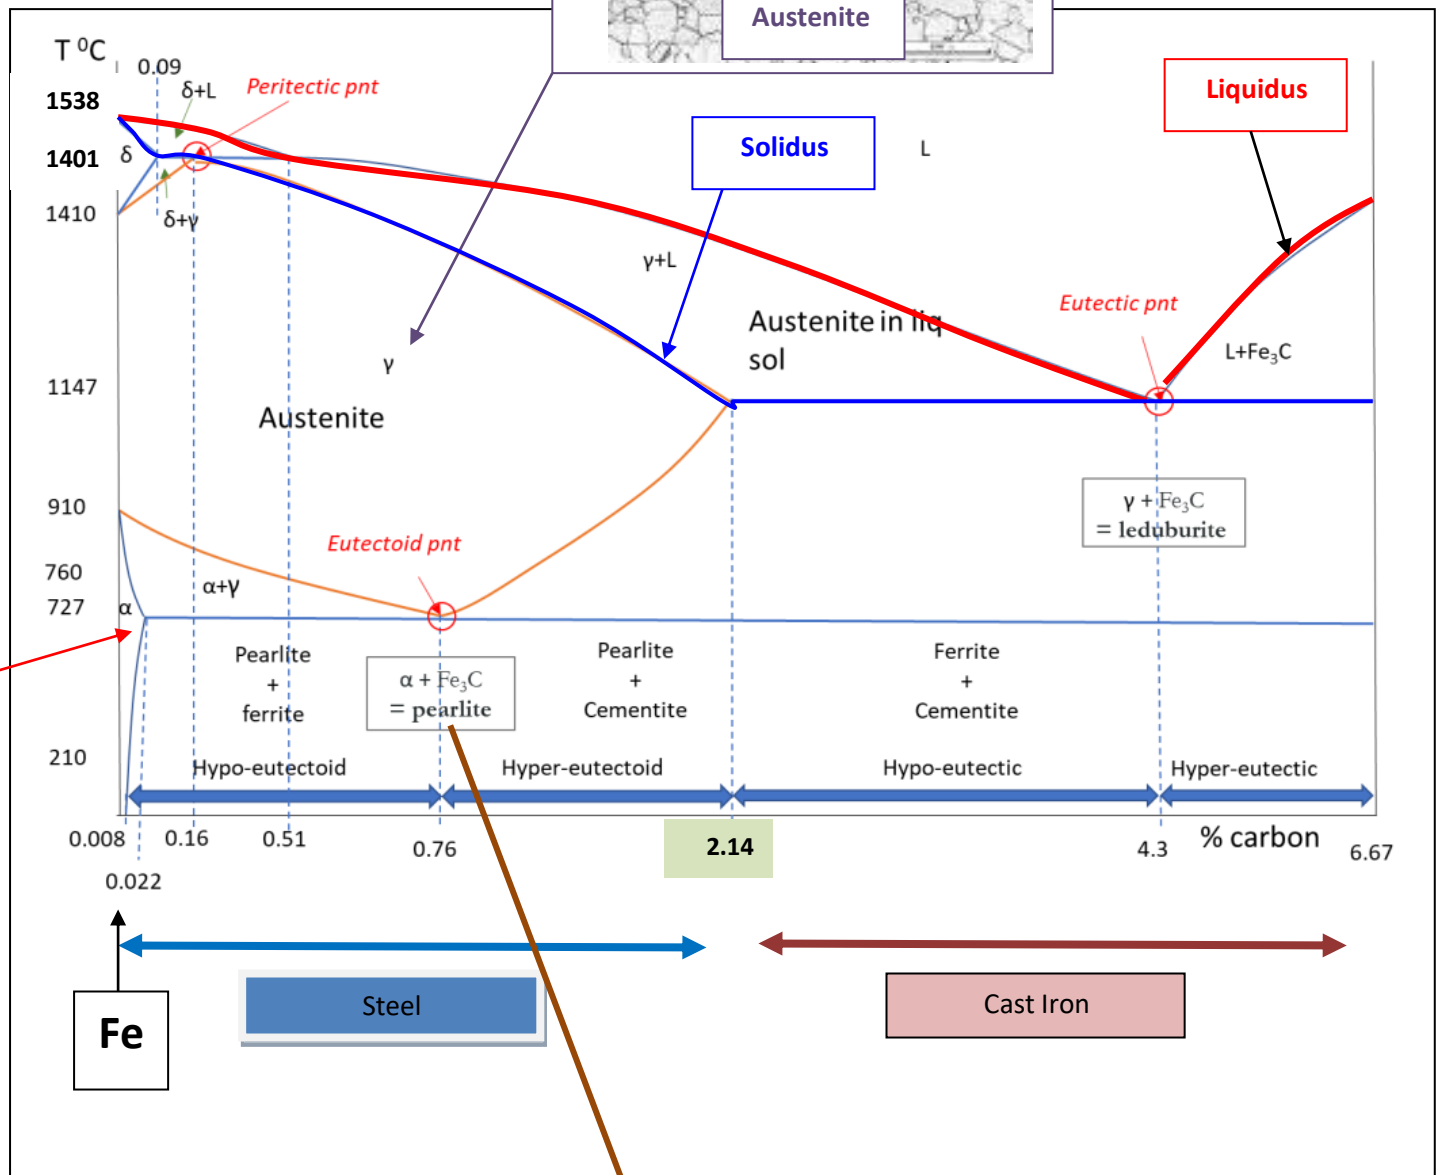 Austenite
T ⁰C
0.09
1538
δ+L
Peritectic pnt
Liquidus
Solidus
L
1401
δ
1410
δ+γ
γ+L
Eutectic pnt
Austenite in liq
sol
L+Fe₃C
γ
1147
Austenite
910
γ + Fe₃C
= leduburite
Eutectoid pnt
760
α+γ
727
α
Pearlite
+
ferrite
α + Fe₃C
= pearlite
Pearlite
+
Cementite
Ferrite
+
Cementite
210
Hypo-eutectoid
Hyper-eutectoid
Hypo-eutectic
Hyper-eutectic
0.008
0.16
0.51
0.76
2.14
4.3
% carbon
6.67
0.022
Fe
Steel
Cast Iron